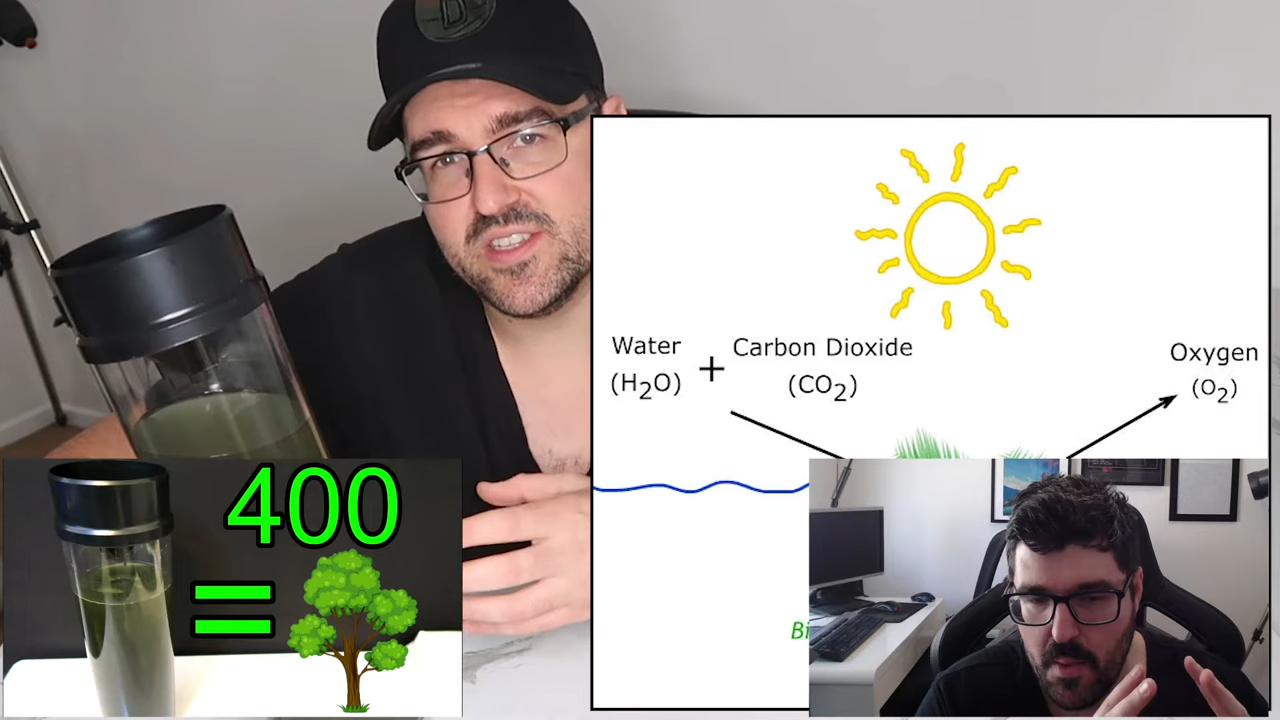 Water
(H₂O)
+
Carbon Dioxide
(CO₂)
Oxygen
(O₂)
400
=